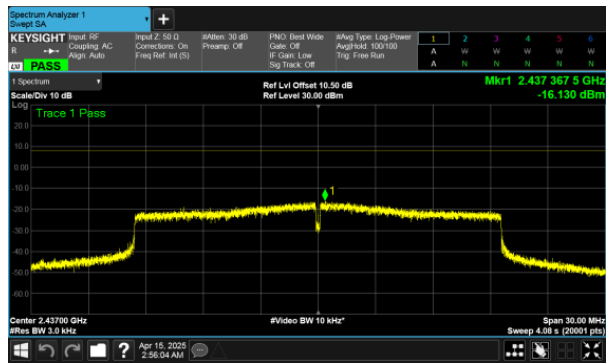 Spectrum Analyzer 1
Swept SA
+
KEYSIGHT Input: RF Input Z: 50 Ω #Atten: 30 dB PNO: Best Wide #Avg Type: Log-Power 1 2 3 4 5 6
R Coupling: AC Corrections: On Preamp: Off Gate: Off Avg|Hold: 100/100 A W W W W W
Align: Auto Freq Ref: Int (S) IF Gain: Low Trig: Free Run
LW PASS Sig Track: Off A N N N N N
1 Spectrum Ref Lvl Offset 10.50 dB Mkr1 2.437 367 5 GHz
Scale/Div 10 dB Ref Level 30.00 dBm -16.130 dBm
Log
Trace 1 Pass
20.0
10.0
0.00
-10.0
1
-20.0
-30.0
-40.0
-50.0
-60.0
Center 2.43700 GHz #Video BW 10 kHz* Span 30.00 MHz
#Res BW 3.0 kHz Sweep 4.08 s (20001 pts)
? Apr 15, 2025
2:56:04 AM